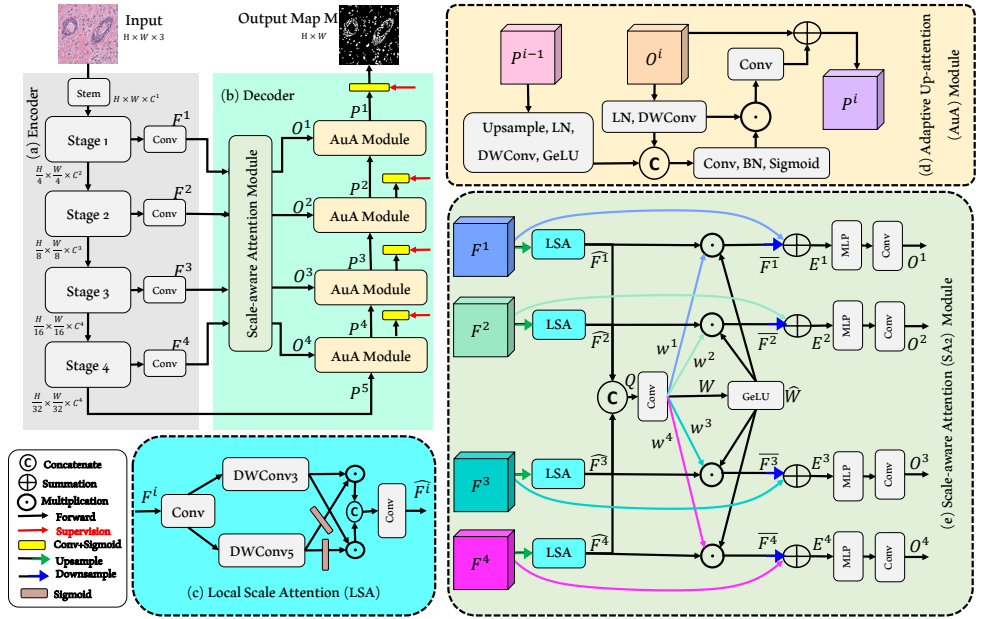 Input
H × W × 3
Output Map M
H × W
(a) Encoder
Stem
H × W × C¹
Stage 1
Conv
F¹
H/4 × W/4 × C²
Stage 2
Conv
F²
H/8 × W/8 × C³
Stage 3
Conv
F³
H/16 × W/16 × C⁴
Stage 4
Conv
F⁴
H/32 × W/32 × C⁴
(b) Decoder
Scale-aware Attention Module
O¹
O²
O³
O⁴
P¹
AuA Module
P²
AuA Module
P³
AuA Module
P⁴
AuA Module
P⁵
(d) Adaptive Up-attention
(AuA) Module
Pⁱ⁻¹
Oⁱ
Conv
Pⁱ
Upsample, LN,
DWConv, GeLU
LN, DWConv
C
Conv, BN, Sigmoid
(e) Scale-aware Attention (SA2) Module
F¹
LSA
F̂¹
F̅¹
E¹
MLP
Conv
O¹
F²
LSA
F̂²
F̅²
E²
MLP
Conv
O²
w¹
w²
C
Q
Conv
W
GeLU
Ŵ
w³
w⁴
F³
LSA
F̂³
F̅³
E³
MLP
Conv
O³
F⁴
LSA
F̂⁴
F̅⁴
E⁴
MLP
Conv
O⁴
C Concatenate
Summation
Multiplication
Forward
Supervision
Conv+Sigmoid
Upsample
Downsample
Sigmoid
Fⁱ
Conv
DWConv3
DWConv5
C
Conv
F̂ⁱ
(c) Local Scale Attention (LSA)